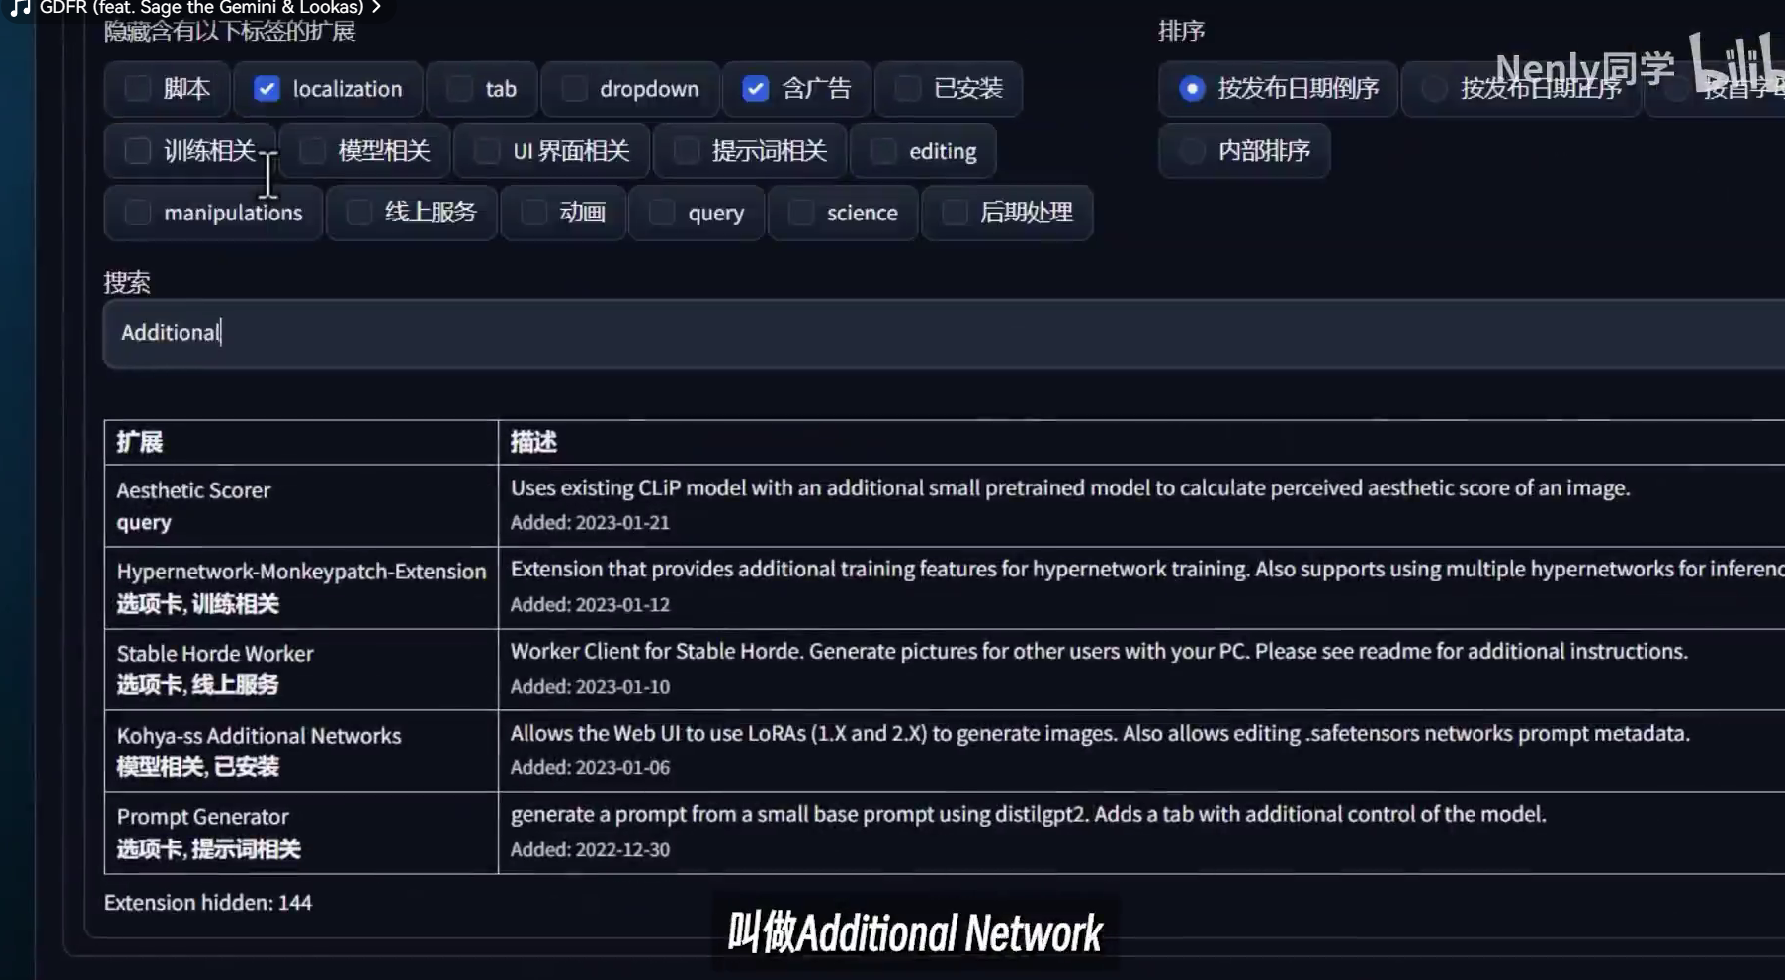 GDFR (feat. Sage the Gemini & Lookas)
隐藏含有以下标签的扩展
排序
Nenly同学
脚本 localization tab dropdown 含广告 已安装
按发布日期倒序 按发布日期正序 按首字母
训练相关 模型相关 UI 界面相关 提示词相关 editing
内部排序
manipulations 线上服务 动画 query science 后期处理
搜索
Additional
扩展 描述
Aesthetic Scorer
query
Uses existing CLiP model with an additional small pretrained model to calculate perceived aesthetic score of an image.
Added: 2023-01-21
Hypernetwork-Monkeypatch-Extension
选项卡, 训练相关
Extension that provides additional training features for hypernetwork training. Also supports using multiple hypernetworks for inferenc
Added: 2023-01-12
Stable Horde Worker
选项卡, 线上服务
Worker Client for Stable Horde. Generate pictures for other users with your PC. Please see readme for additional instructions.
Added: 2023-01-10
Kohya-ss Additional Networks
模型相关, 已安装
Allows the Web UI to use LoRAs (1.X and 2.X) to generate images. Also allows editing .safetensors networks prompt metadata.
Added: 2023-01-06
Prompt Generator
选项卡, 提示词相关
generate a prompt from a small base prompt using distilgpt2. Adds a tab with additional control of the model.
Added: 2022-12-30
Extension hidden: 144
叫做Additional Network